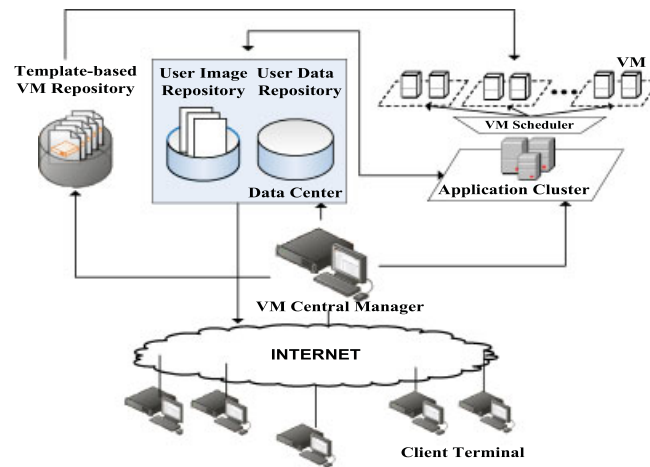 Template-based
VM Repository
User Image
Repository
User Data
Repository
Data Center
VM
VM Scheduler
Application Cluster
VM Central Manager
INTERNET
Client Terminal